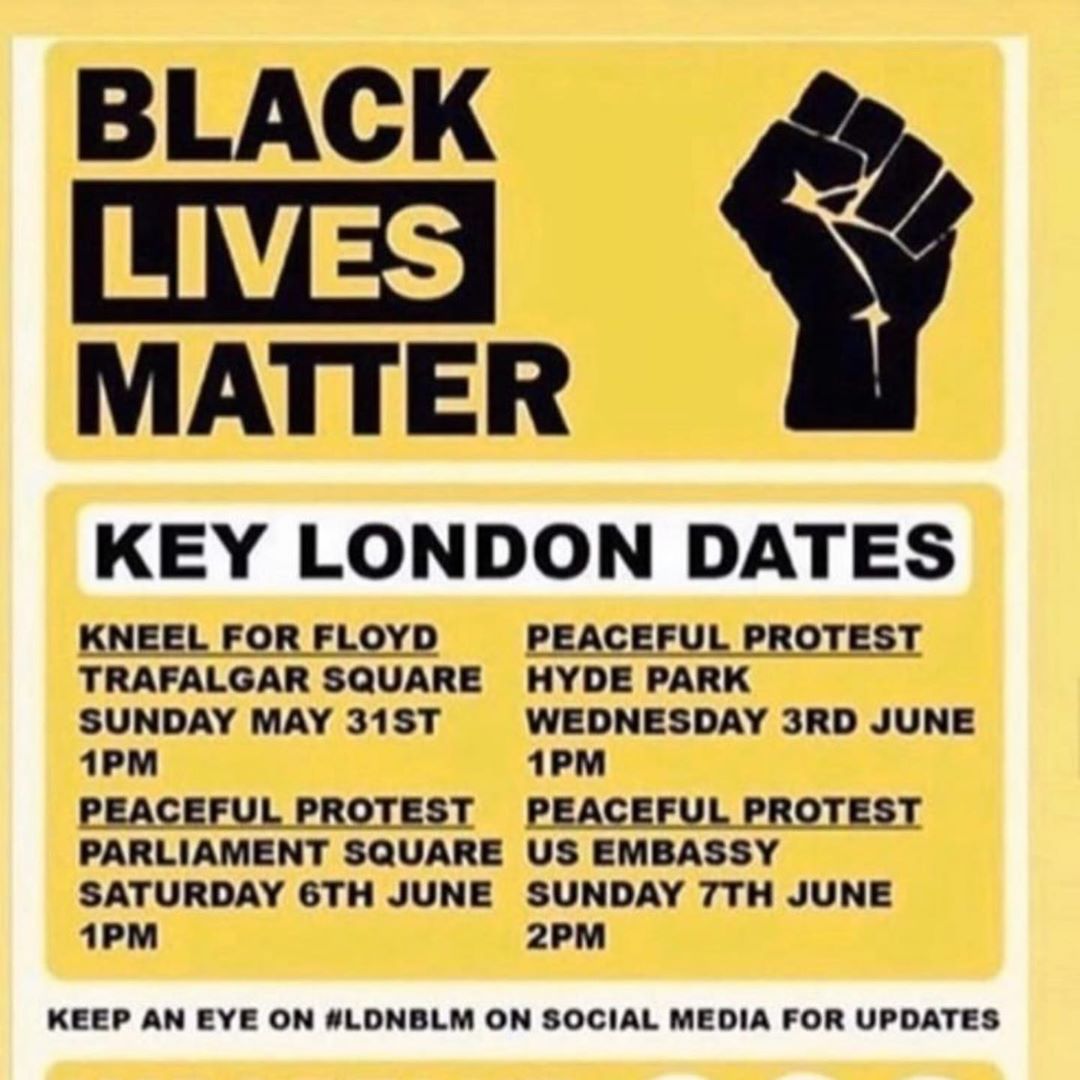 BLACK
LIVES
MATTER
KEY LONDON DATES
KNEEL FOR FLOYD
TRAFALGAR SQUARE
SUNDAY MAY 31ST
1PM
PEACEFUL PROTEST
HYDE PARK
WEDNESDAY 3RD JUNE
1PM
PEACEFUL PROTEST
PARLIAMENT SQUARE
SATURDAY 6TH JUNE
1PM
PEACEFUL PROTEST
US EMBASSY
SUNDAY 7TH JUNE
2PM
KEEP AN EYE ON #LDNBLM ON SOCIAL MEDIA FOR UPDATES